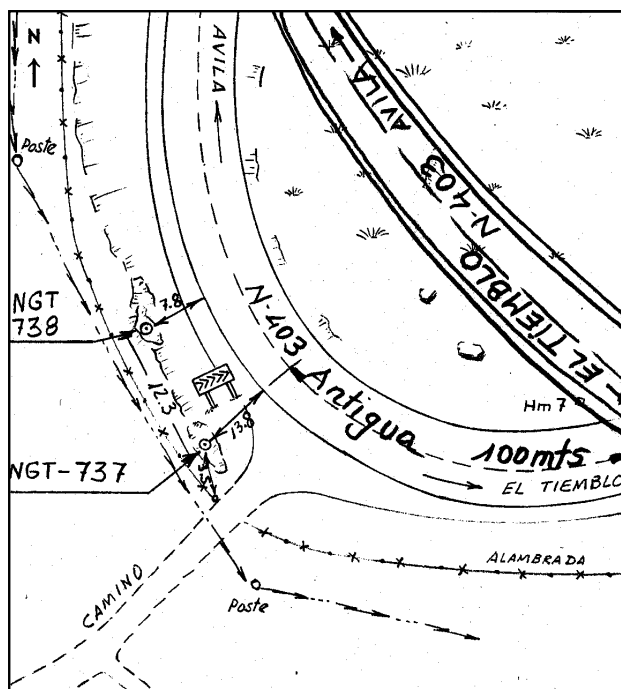 N
AVILA
AVILA
N-403
EL TIEMBLO
Poste
NGT
738
7.8
12.3
N-403
Antigua
13.8
NGT-737
Hm 7
100mts
EL TIEMBLO
ALAMBRADA
CAMINO
Poste